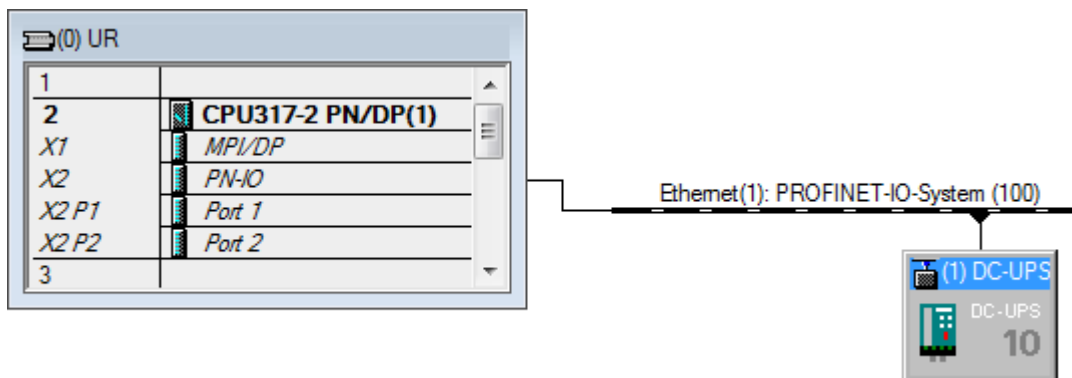 (0) UR
1
2 CPU317-2 PN/DP(1)
X1 MPI/DP
X2 PN-IO
X2 P1 Port 1
X2 P2 Port 2
3
Ethernet(1): PROFINET-IO-System (100)
(1) DC-UPS
DC-UPS
10